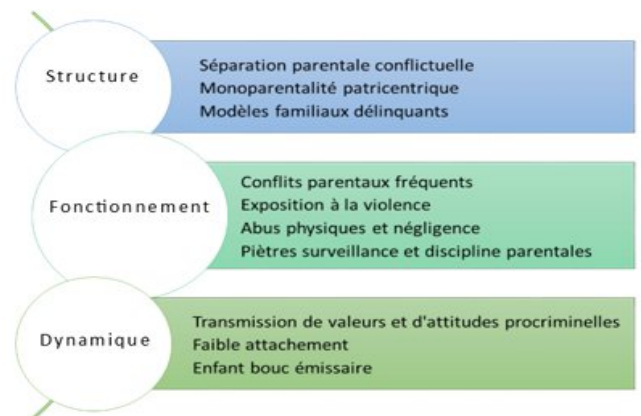 Structure
Séparation parentale conflictuelle
Monoparentalité patricentrique
Modèles familiaux délinquants
Fonctionnement
Conflits parentaux fréquents
Exposition à la violence
Abus physiques et négligence
Piètres surveillance et discipline parentales
Dynamique
Transmission de valeurs et d'attitudes procriminelles
Faible attachement
Enfant bouc émissaire